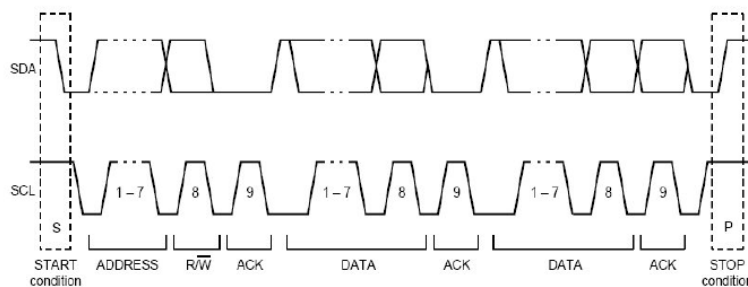 SDA
SCL
1 – 7 8 9 1 – 7 8 9 1 – 7 8 9
S P
START ADDRESS R/W̅ ACK DATA ACK DATA ACK STOP
condition condition